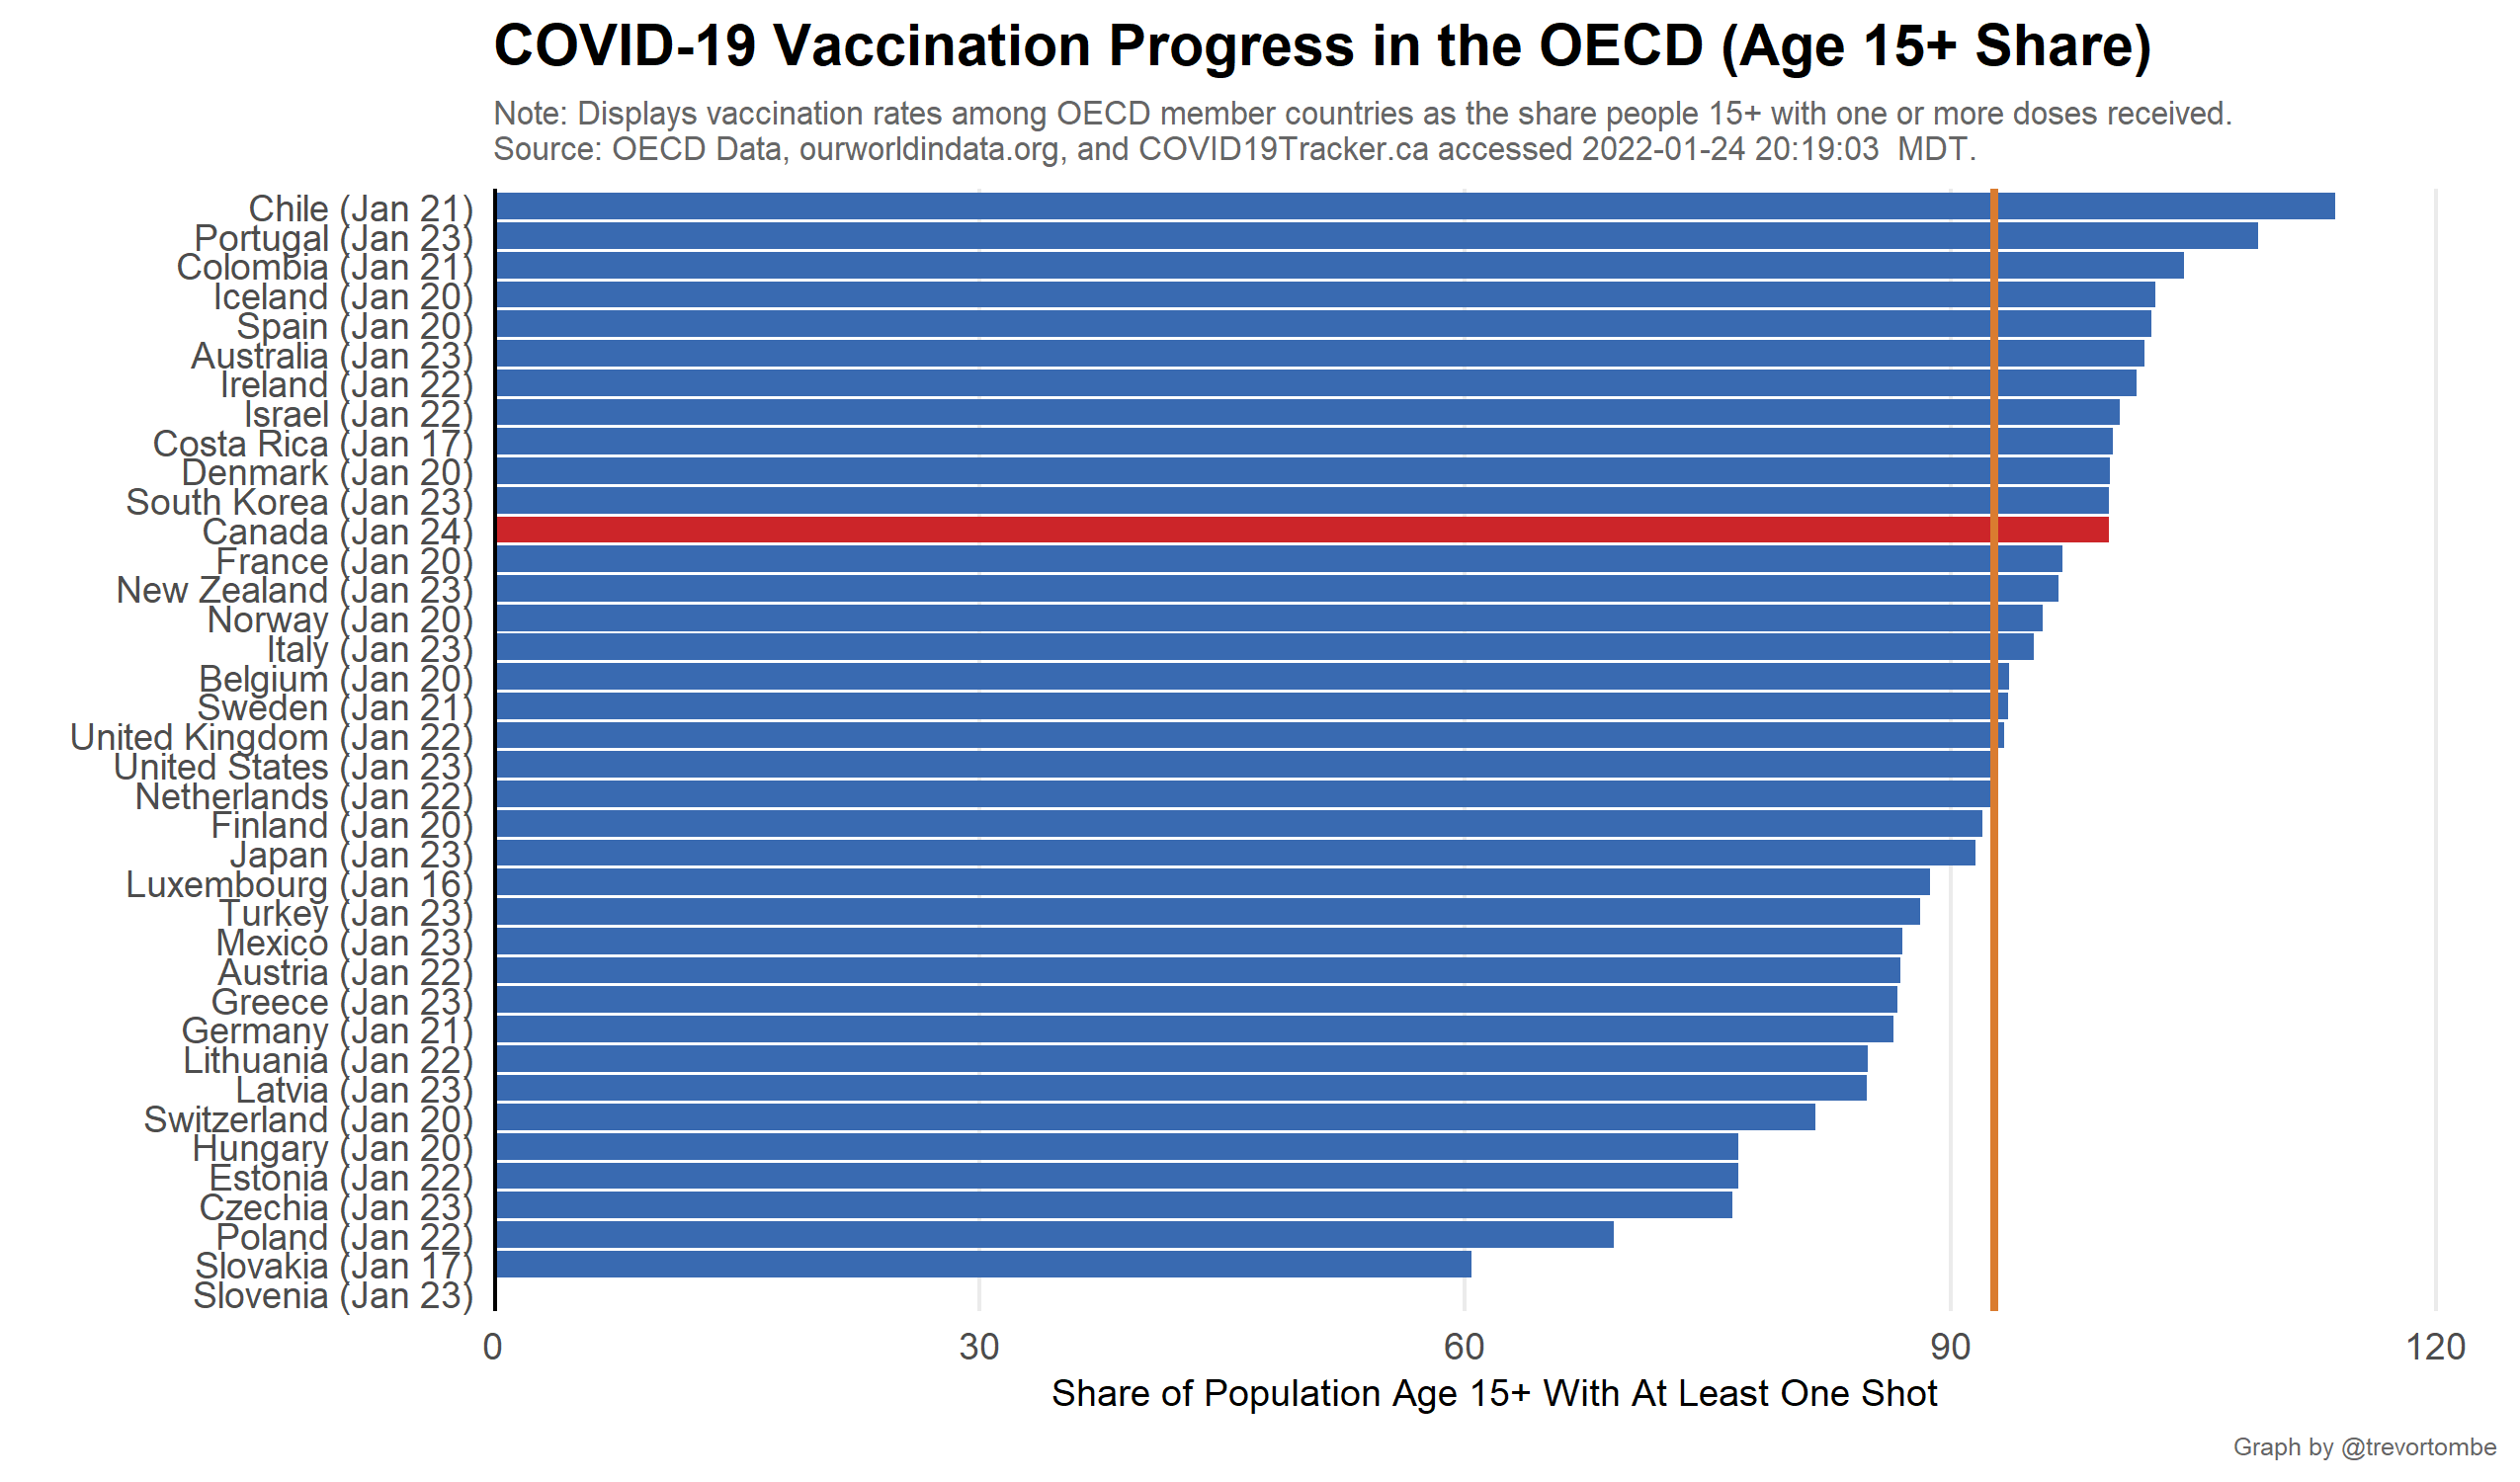 COVID-19 Vaccination Progress in the OECD (Age 15+ Share)
Note: Displays vaccination rates among OECD member countries as the share people 15+ with one or more doses received.
Source: OECD Data, ourworldindata.org, and COVID19Tracker.ca accessed 2022-01-24 20:19:03  MDT.
Chile (Jan 21)
Portugal (Jan 23)
Colombia (Jan 21)
Iceland (Jan 20)
Spain (Jan 20)
Australia (Jan 23)
Ireland (Jan 22)
Israel (Jan 22)
Costa Rica (Jan 17)
Denmark (Jan 20)
South Korea (Jan 23)
Canada (Jan 24)
France (Jan 20)
New Zealand (Jan 23)
Norway (Jan 20)
Italy (Jan 23)
Belgium (Jan 20)
Sweden (Jan 21)
United Kingdom (Jan 22)
United States (Jan 23)
Netherlands (Jan 22)
Finland (Jan 20)
Japan (Jan 23)
Luxembourg (Jan 16)
Turkey (Jan 23)
Mexico (Jan 23)
Austria (Jan 22)
Greece (Jan 23)
Germany (Jan 21)
Lithuania (Jan 22)
Latvia (Jan 23)
Switzerland (Jan 20)
Hungary (Jan 20)
Estonia (Jan 22)
Czechia (Jan 23)
Poland (Jan 22)
Slovakia (Jan 17)
Slovenia (Jan 23)
0 30 60 90 120
Share of Population Age 15+ With At Least One Shot
Graph by @trevortombe